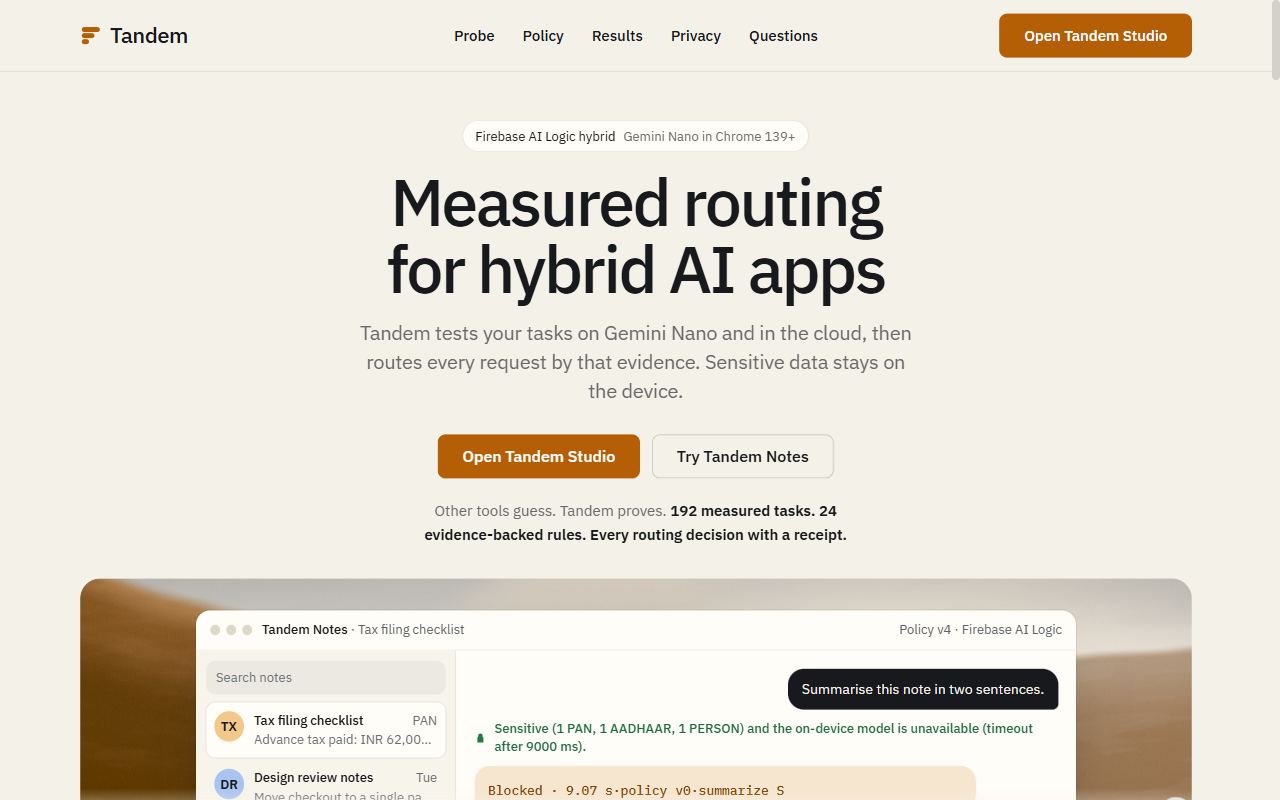 Tandem
Probe Policy Results Privacy Questions
Open Tandem Studio
Firebase AI Logic hybrid Gemini Nano in Chrome 139+
Measured routing
for hybrid AI apps
Tandem tests your tasks on Gemini Nano and in the cloud, then
routes every request by that evidence. Sensitive data stays on
the device.
Open Tandem Studio
Try Tandem Notes
Other tools guess. Tandem proves. 192 measured tasks. 24
evidence-backed rules. Every routing decision with a receipt.
Tandem Notes · Tax filing checklist
Policy v4 · Firebase AI Logic
Search notes
TX
Tax filing checklist PAN
Advance tax paid: INR 62,00...
DR
Design review notes Tue
Move checkout to a single pa
Summarise this note in two sentences.
Sensitive (1 PAN, 1 AADHAAR, 1 PERSON) and the on-device model is unavailable (timeout
after 9000 ms).
Blocked · 9.07 s·policy v0·summarize S